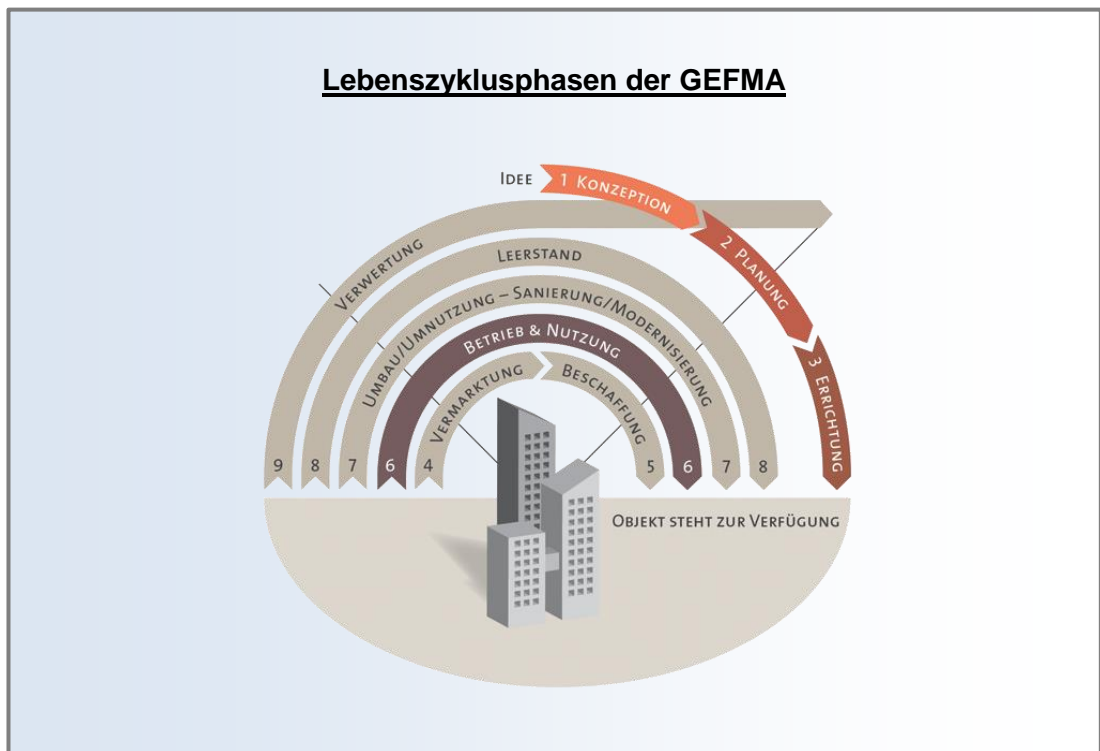 Lebenszyklusphasen der GEFMA
IDEE
1 KONZEPTION
2 PLANUNG
3 ERRICHTUNG
VERWERTUNG
LEERSTAND
UMBAU/UMNUTZUNG – SANIERUNG/MODERNISIERUNG
BETRIEB & NUTZUNG
VERMARKTUNG
BESCHAFFUNG
9 8 7 6 4 5 6 7 8
OBJEKT STEHT ZUR VERFÜGUNG